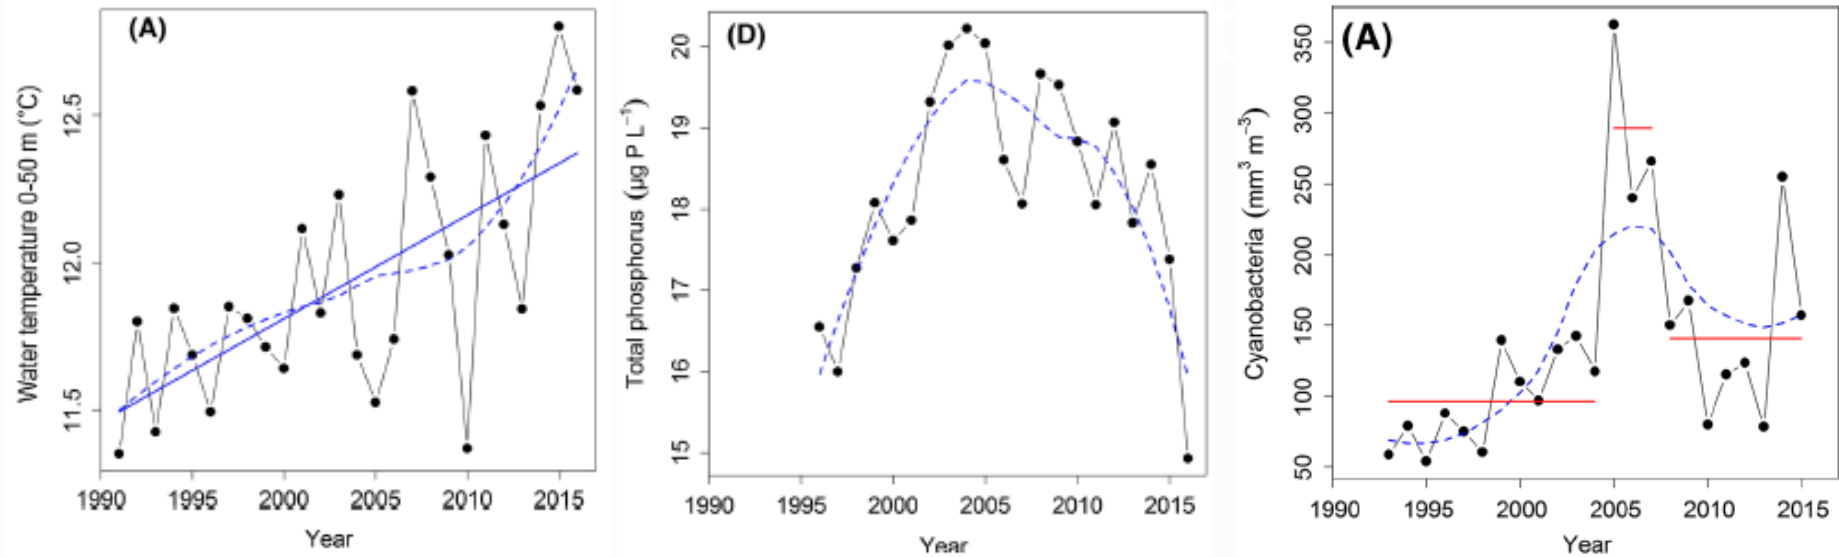 (A)
Water temperature 0-50 m (°C)
12.5
12.0
11.5
1990 1995 2000 2005 2010 2015
Year
(D)
Total phosphorus (µg P L⁻¹)
20
19
18
17
16
15
1990 1995 2000 2005 2010 2015
Year
(A)
Cyanobacteria (mm³ m⁻³)
350
300
250
200
150
100
50
1990 1995 2000 2005 2010 2015
Year